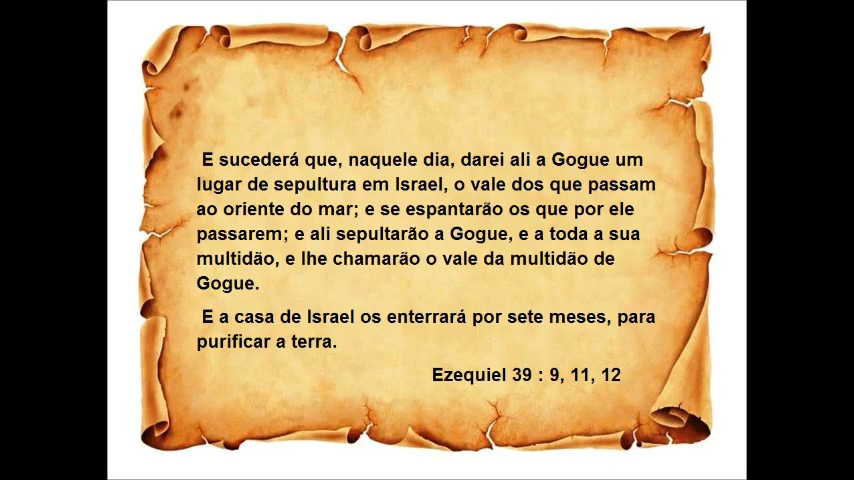 E sucederá que, naquele dia, darei ali a Gogue um
lugar de sepultura em Israel, o vale dos que passam
ao oriente do mar; e se espantarão os que por ele
passarem; e ali sepultarão a Gogue, e a toda a sua
multidão, e lhe chamarão o vale da multidão de
Gogue.
E a casa de Israel os enterrará por sete meses, para
purificar a terra.
Ezequiel 39 : 9, 11, 12